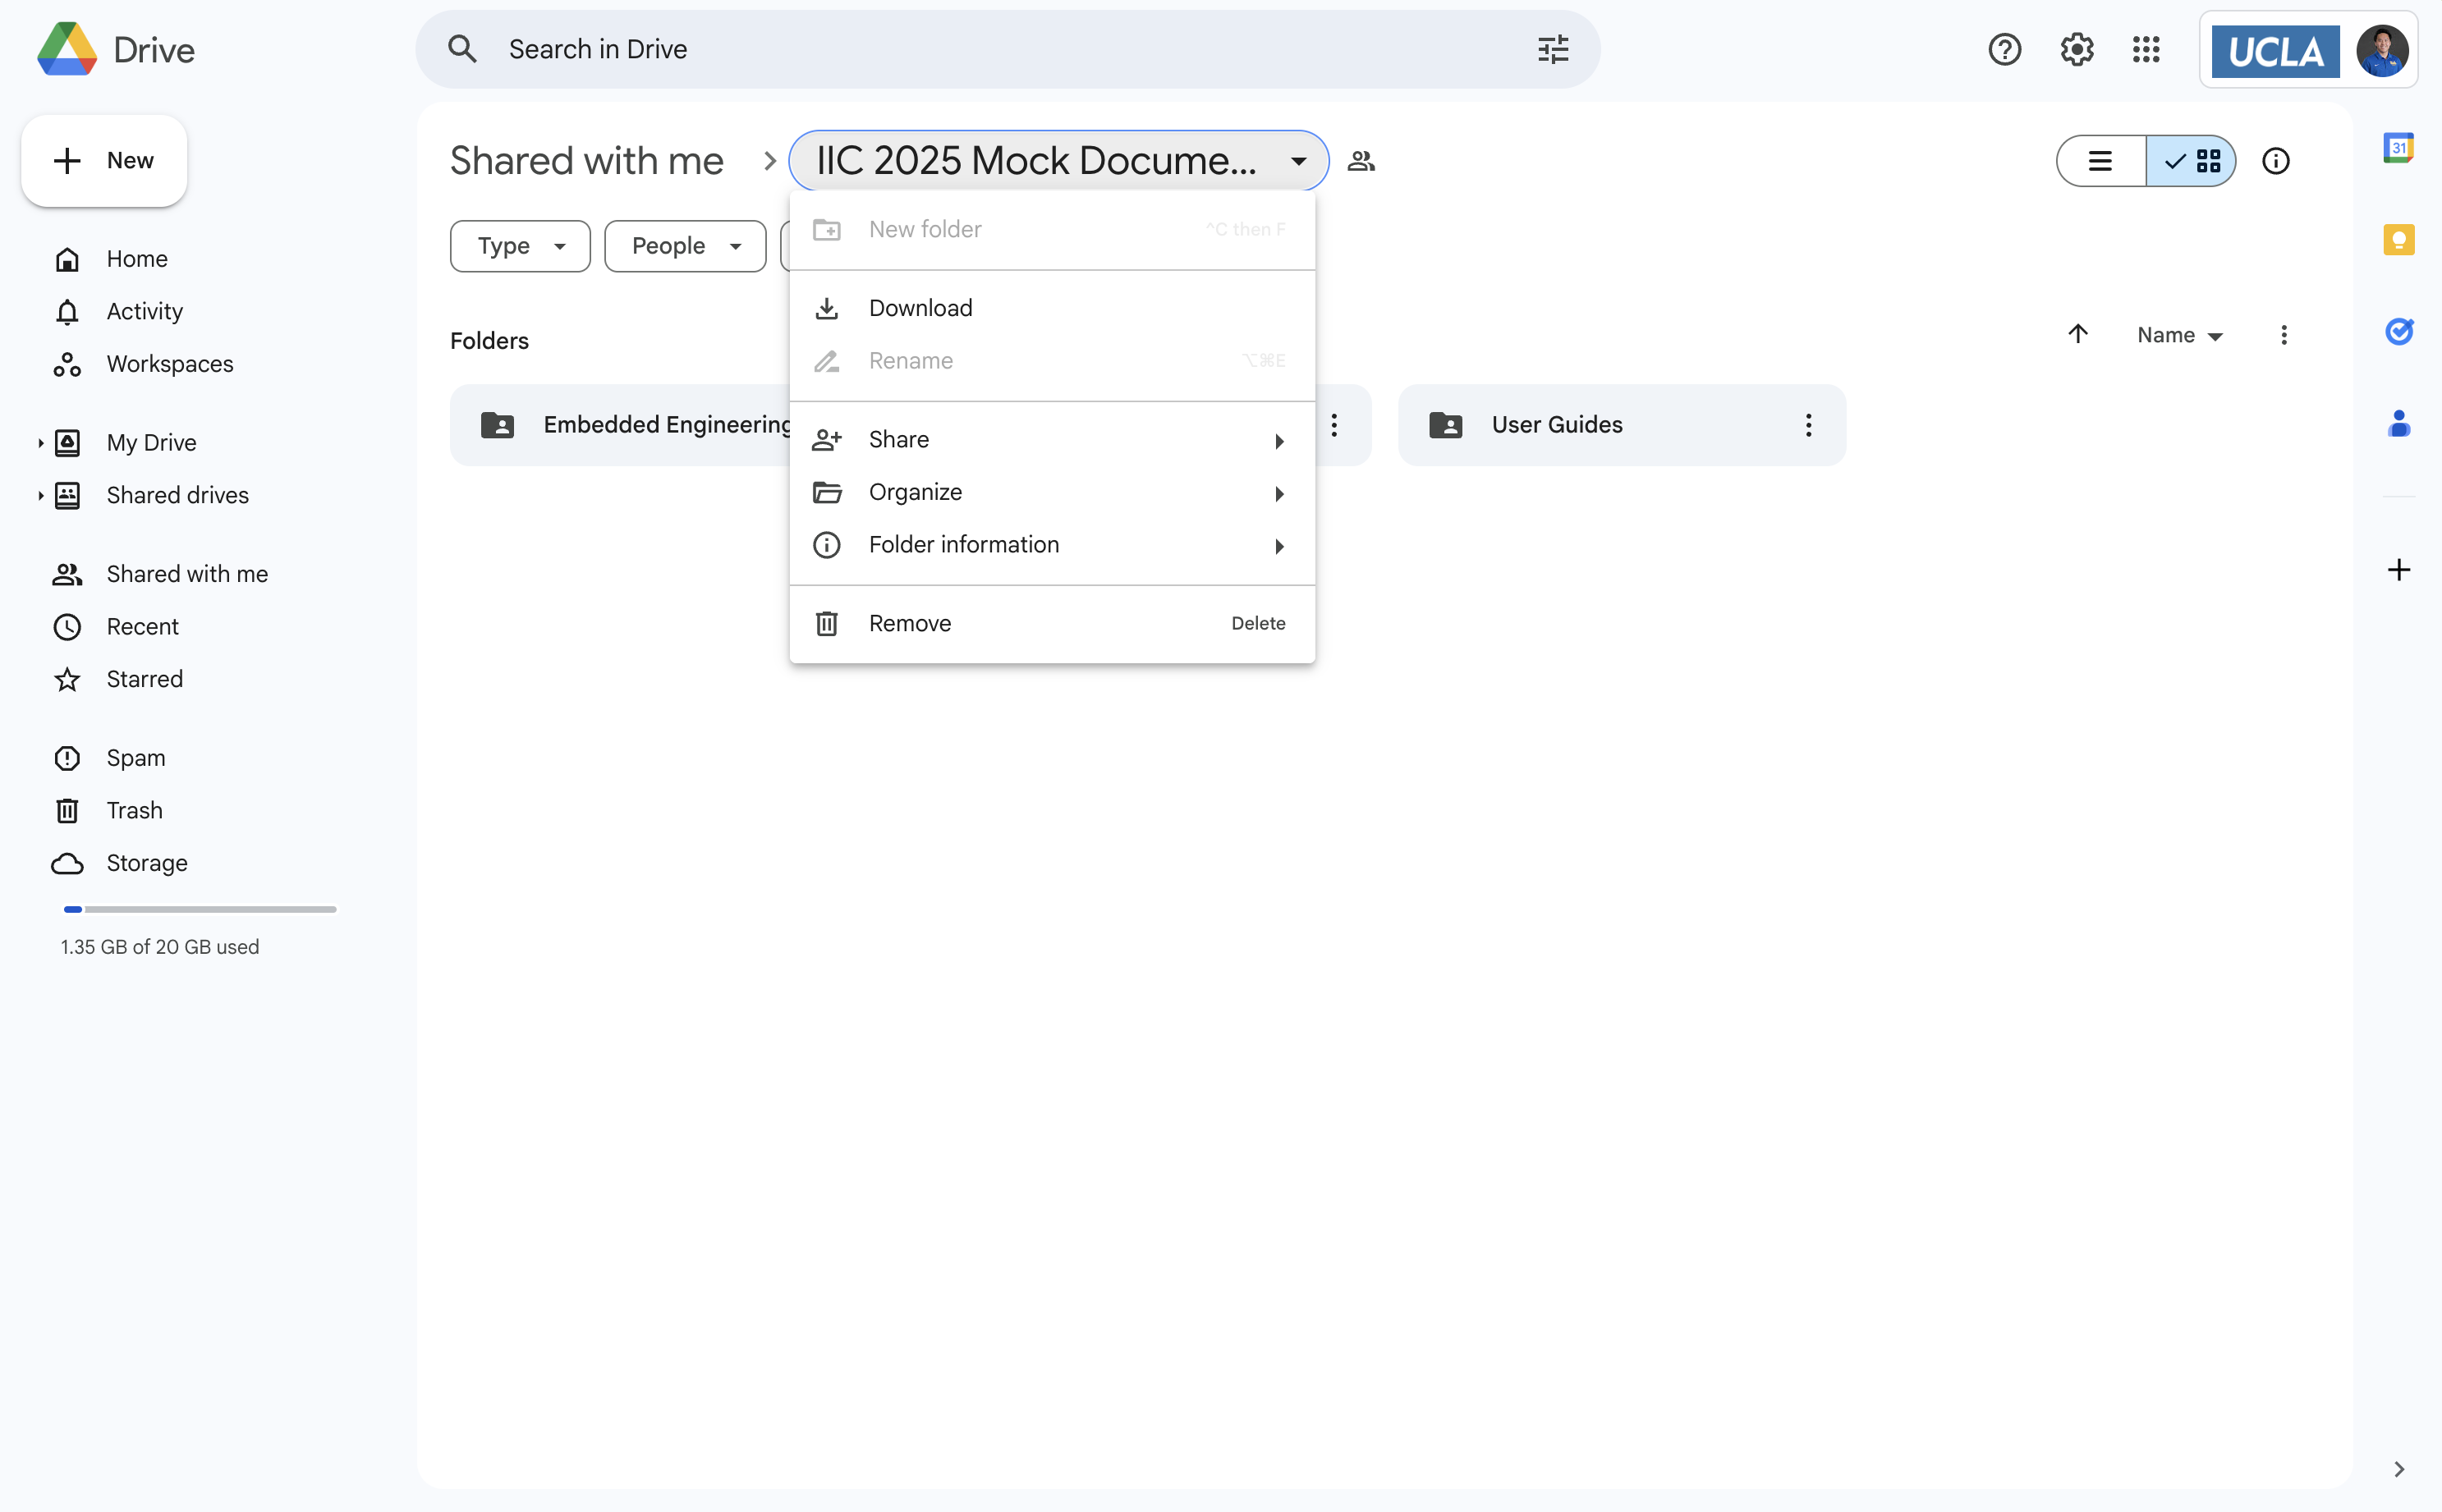 Drive
Search in Drive
UCLA
New
Home
Activity
Workspaces
My Drive
Shared drives
Shared with me
Recent
Starred
Spam
Trash
Storage
1.35 GB of 20 GB used
Shared with me
IIC 2025 Mock Docume...
Type
People
New folder ^C then F
Download
Rename ⌥⌘E
Share
Organize
Folder information
Remove Delete
Folders
Name
Embedded Engineering
User Guides
31